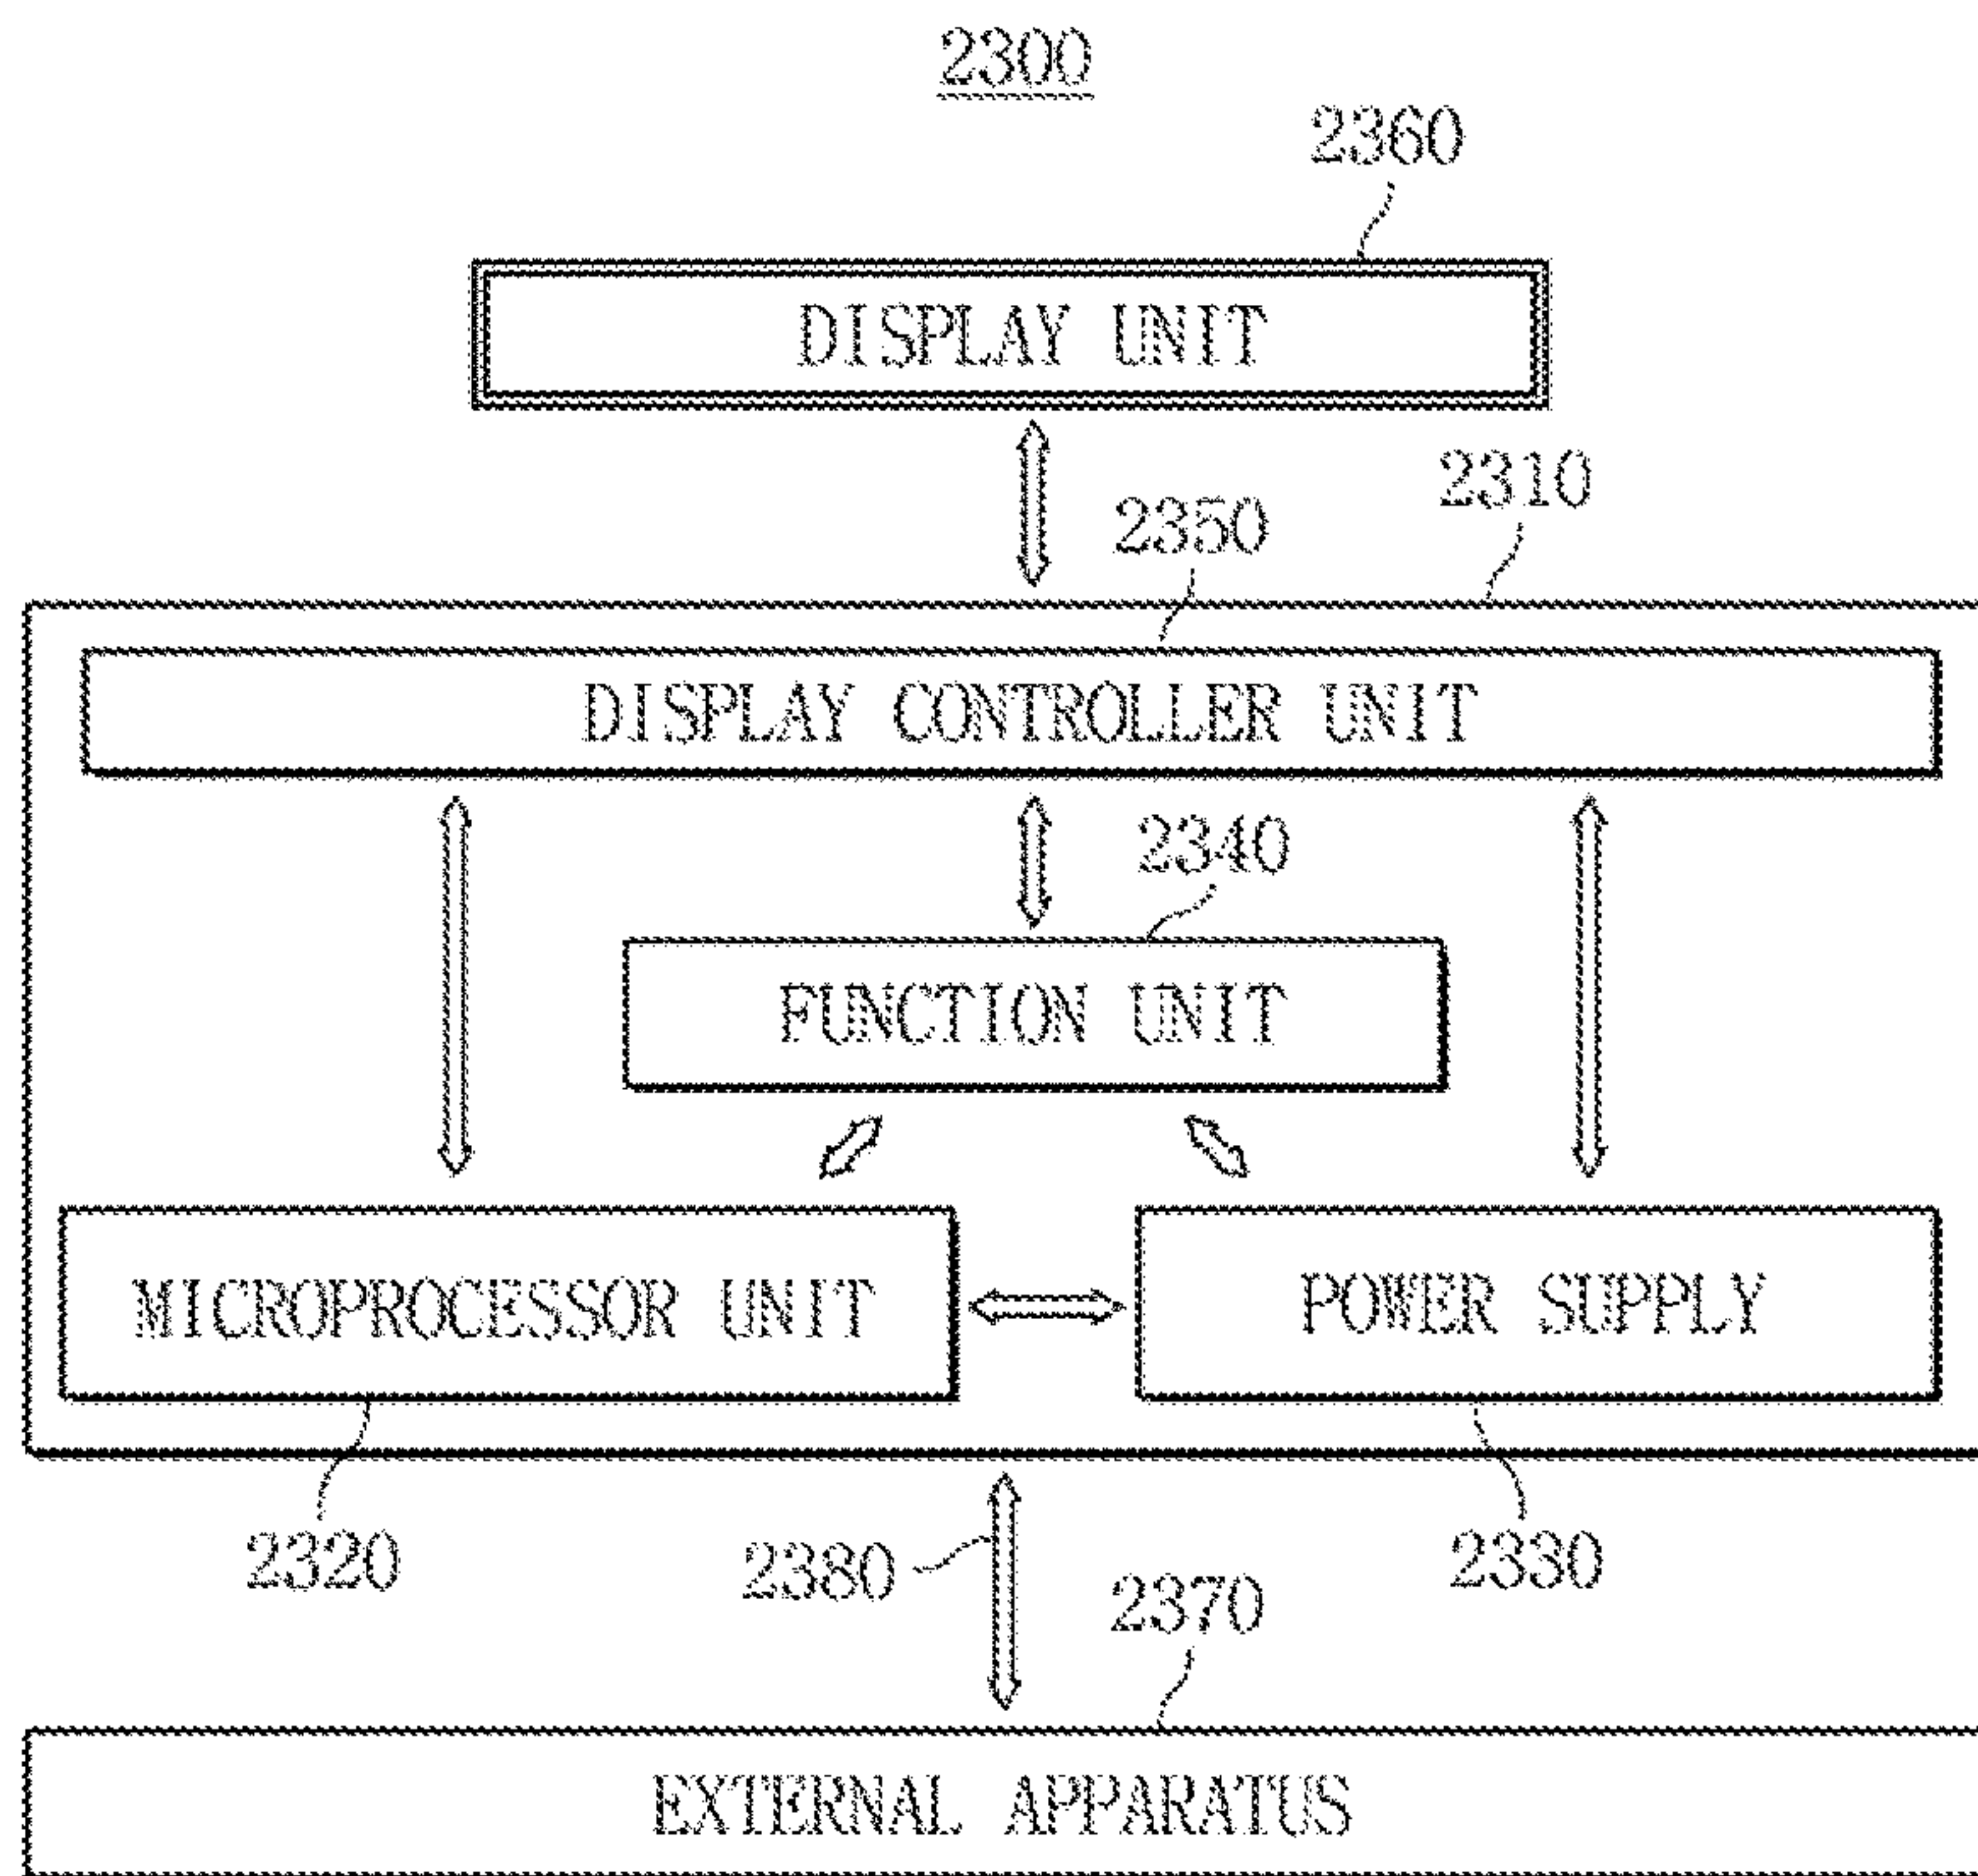 2300
2360
DISPLAY UNIT
2310
2350
DISPLAY CONTROLLER UNIT
2340
FUNCTION UNIT
MICROPROCESSOR UNIT
POWER SUPPLY
2320
2380
2330
2370
EXTERNAL APPARATUS